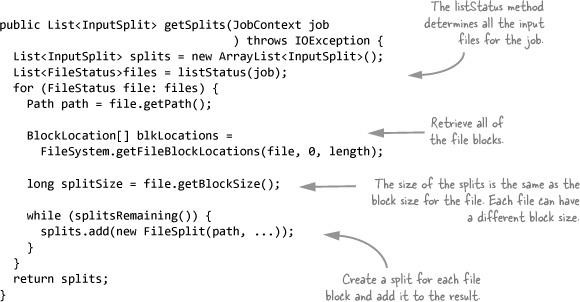 public List<InputSplit> getSplits(JobContext job
) throws IOException {
List<InputSplit> splits = new ArrayList<InputSplit>();
List<FileStatus>files = listStatus(job);
for (FileStatus file: files) {
Path path = file.getPath();
BlockLocation[] blkLocations =
FileSystem.getFileBlockLocations(file, 0, length);
long splitSize = file.getBlockSize();
while (splitsRemaining()) {
splits.add(new FileSplit(path, ...));
}
}
return splits;
}
The listStatus method
determines all the input
files for the job.
Retrieve all of
the file blocks.
The size of the splits is the same as the
block size for the file. Each file can have
a different block size.
Create a split for each file
block and add it to the result.